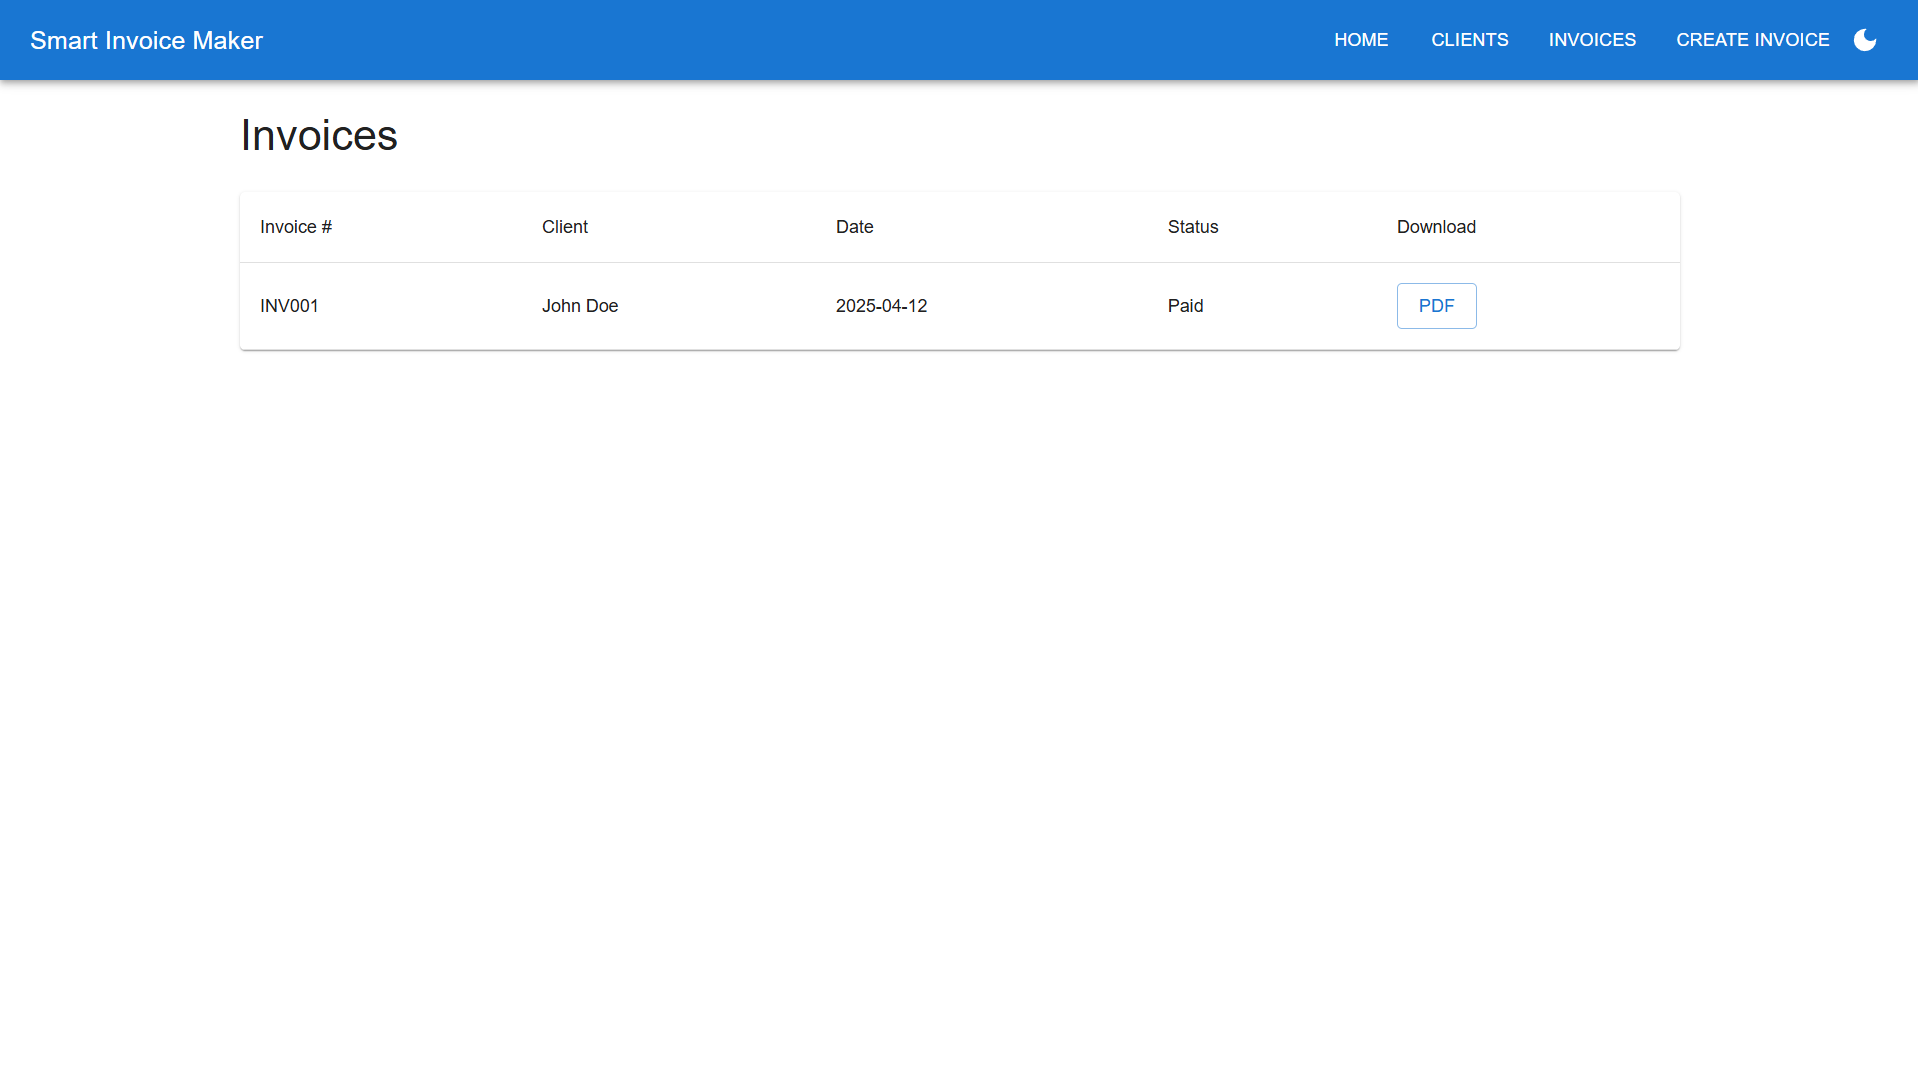 Smart Invoice Maker HOME CLIENTS INVOICES CREATE INVOICE
Invoices
Invoice # Client Date Status Download
INV001 John Doe 2025-04-12 Paid PDF